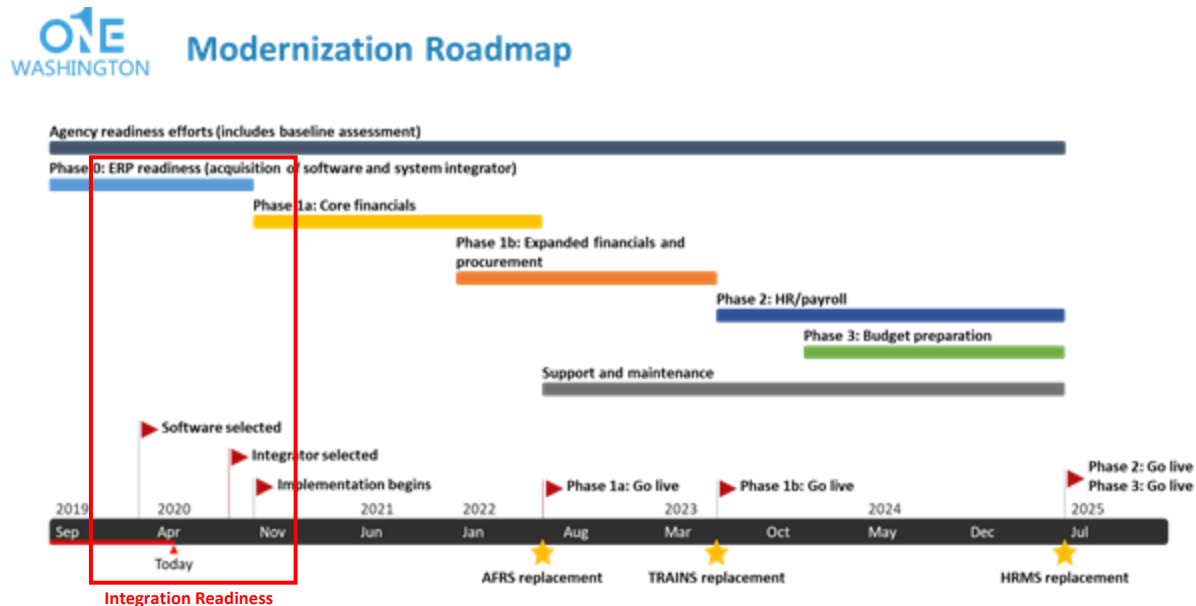 ONE
WASHINGTON
Modernization Roadmap
Agency readiness efforts (includes baseline assessment)
Phase 0: ERP readiness (acquisition of software and system integrator)
Phase 1a: Core financials
Phase 1b: Expanded financials and
procurement
Phase 2: HR/payroll
Phase 3: Budget preparation
Support and maintenance
Software selected
Integrator selected
Implementation begins
Phase 1a: Go live
Phase 1b: Go live
Phase 2: Go live
Phase 3: Go live
2019 2020 2021 2022 2023 2024 2025
Sep Apr Nov Jun Jan Aug Mar Oct May Dec Jul
Today
AFRS replacement
TRAINS replacement
HRMS replacement
Integration Readiness